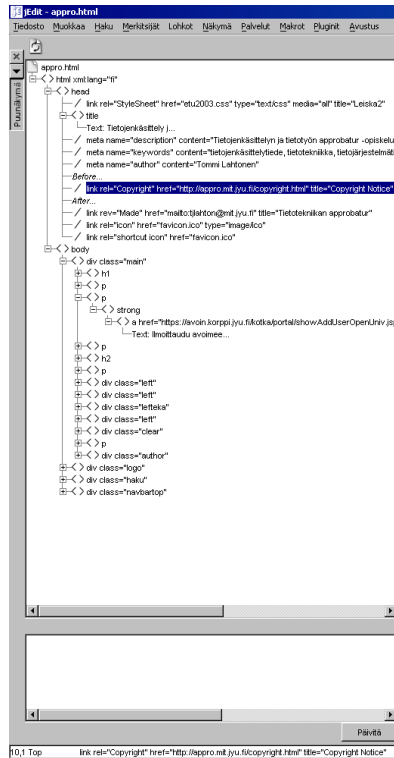 jEdit - appro.html
Tiedosto Muokkaa Haku Merkitsijät Lohkot Näkymä Palvelut Makrot Pluginit Avustus
Puunäkymä
appro.html
html xml:lang="fi"
head
link rel="StyleSheet" href="etu2003.css" type="text/css" media="all" title="Leiska2"
title
Text: Tietojenkäsittely j...
meta name="description" content="Tietojenkäsittelyn ja tietotyön approbatur -opiskelu
meta name="keywords" content="tietojenkäsittelytiede, tietotekniikka, tietojärjestelmäti
meta name="author" content="Tommi Lahtonen"
Before...
link rel="Copyright" href="http://appro.mit.jyu.fi/copyright.html" title="Copyright Notice"
After...
link rev="Made" href="mailto:tjlahton@mit.jyu.fi" title="Tietotekniikan approbatur"
link rel="icon" href="favicon.ico" type="image/ico"
link rel="shortcut icon" href="favicon.ico"
body
div class="main"
h1
p
p
strong
a href="https://avoin.korppi.jyu.fi/kotka/portal/showAddUserOpenUniv.jsp
Text: Ilmoittaudu avoimee...
p
h2
p
div class="left"
div class="left"
div class="lefteka"
div class="left"
div class="clear"
p
div class="author"
div class="logo"
div class="haku"
div class="navbartop"
Päivitä
10,1 Top link rel="Copyright" href="http://appro.mit.jyu.fi/copyright.html" title="Copyright Notice"